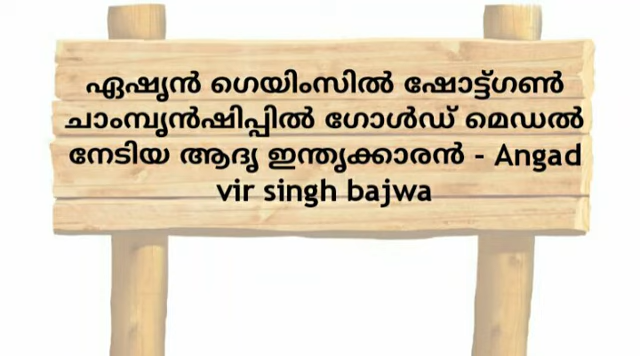 ഏഷ്യൻ ഗെയിംസിൽ ഷോട്ട്ഗൺ
ചാംമ്പ്യൻഷിപ്പിൽ ഗോൾഡ് മെഡൽ
നേടിയ ആദ്യ ഇന്ത്യക്കാരൻ - Angad
vir singh bajwa